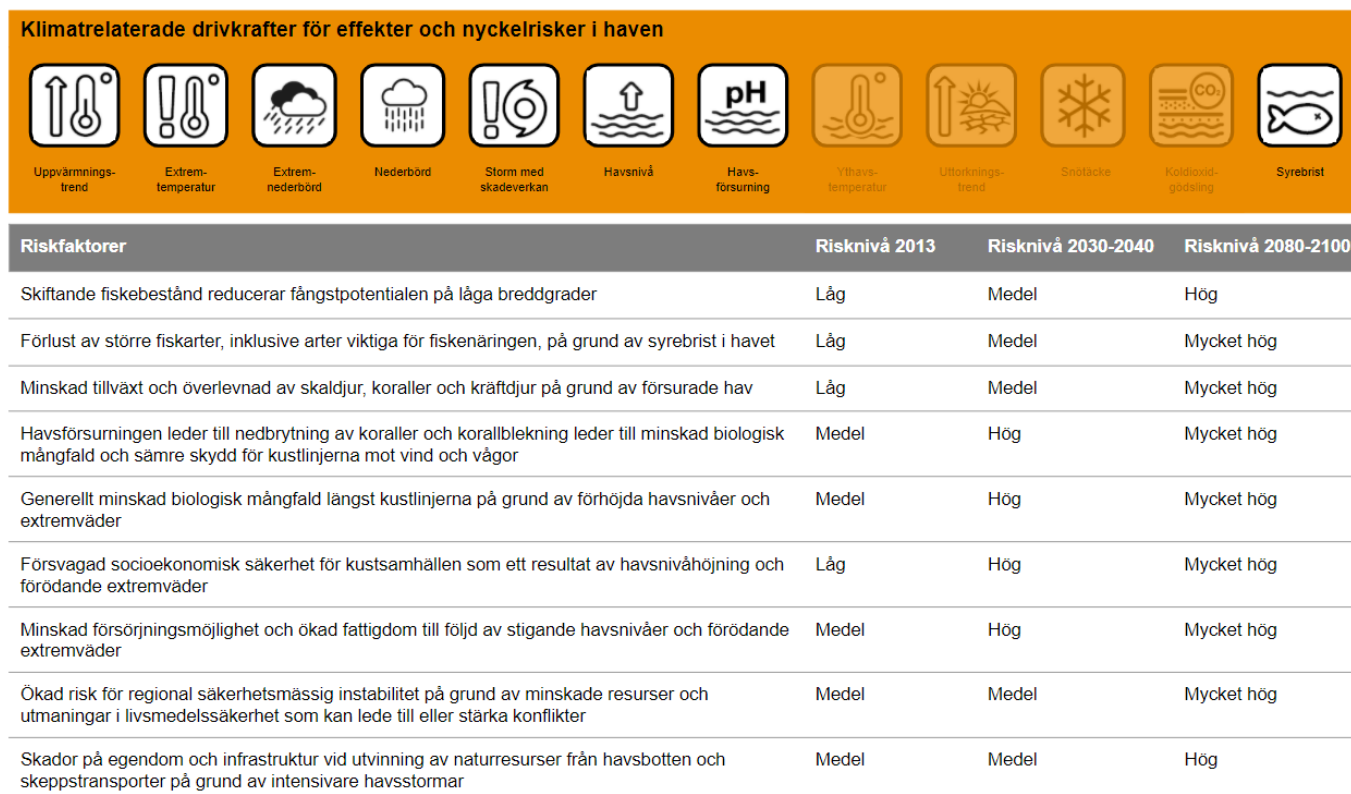 Klimatrelaterade drivkrafter för effekter och nyckelrisker i haven
pH
CO₂
Uppvärmnings-
trend
Extrem-
temperatur
Extrem-
nederbörd
Nederbörd
Storm med
skadeverkan
Havsnivå
Havs-
försurning
Ythavs-
temperatur
Uttorknings-
trend
Snötäcke
Koldioxid-
gödsling
Syrebrist
Riskfaktorer Risknivå 2013 Risknivå 2030-2040 Risknivå 2080-2100
Skiftande fiskebestånd reducerar fångstpotentialen på låga breddgrader Låg Medel Hög
Förlust av större fiskarter, inklusive arter viktiga för fiskenäringen, på grund av syrebrist i havet Låg Medel Mycket hög
Minskad tillväxt och överlevnad av skaldjur, koraller och kräftdjur på grund av försurade hav Låg Medel Mycket hög
Havsförsurningen leder till nedbrytning av koraller och korallblekning leder till minskad biologisk Medel Hög Mycket hög
mångfald och sämre skydd för kustlinjerna mot vind och vågor
Generellt minskad biologisk mångfald längst kustlinjerna på grund av förhöjda havsnivåer och Medel Hög Mycket hög
extremväder
Försvagad socioekonomisk säkerhet för kustsamhällen som ett resultat av havsnivåhöjning och Låg Hög Mycket hög
förödande extremväder
Minskad försörjningsmöjlighet och ökad fattigdom till följd av stigande havsnivåer och förödande Medel Hög Mycket hög
extremväder
Ökad risk för regional säkerhetsmässig instabilitet på grund av minskade resurser och Medel Medel Mycket hög
utmaningar i livsmedelssäkerhet som kan lede till eller stärka konflikter
Skador på egendom och infrastruktur vid utvinning av naturresurser från havsbotten och Medel Medel Hög
skeppstransporter på grund av intensivare havsstormar